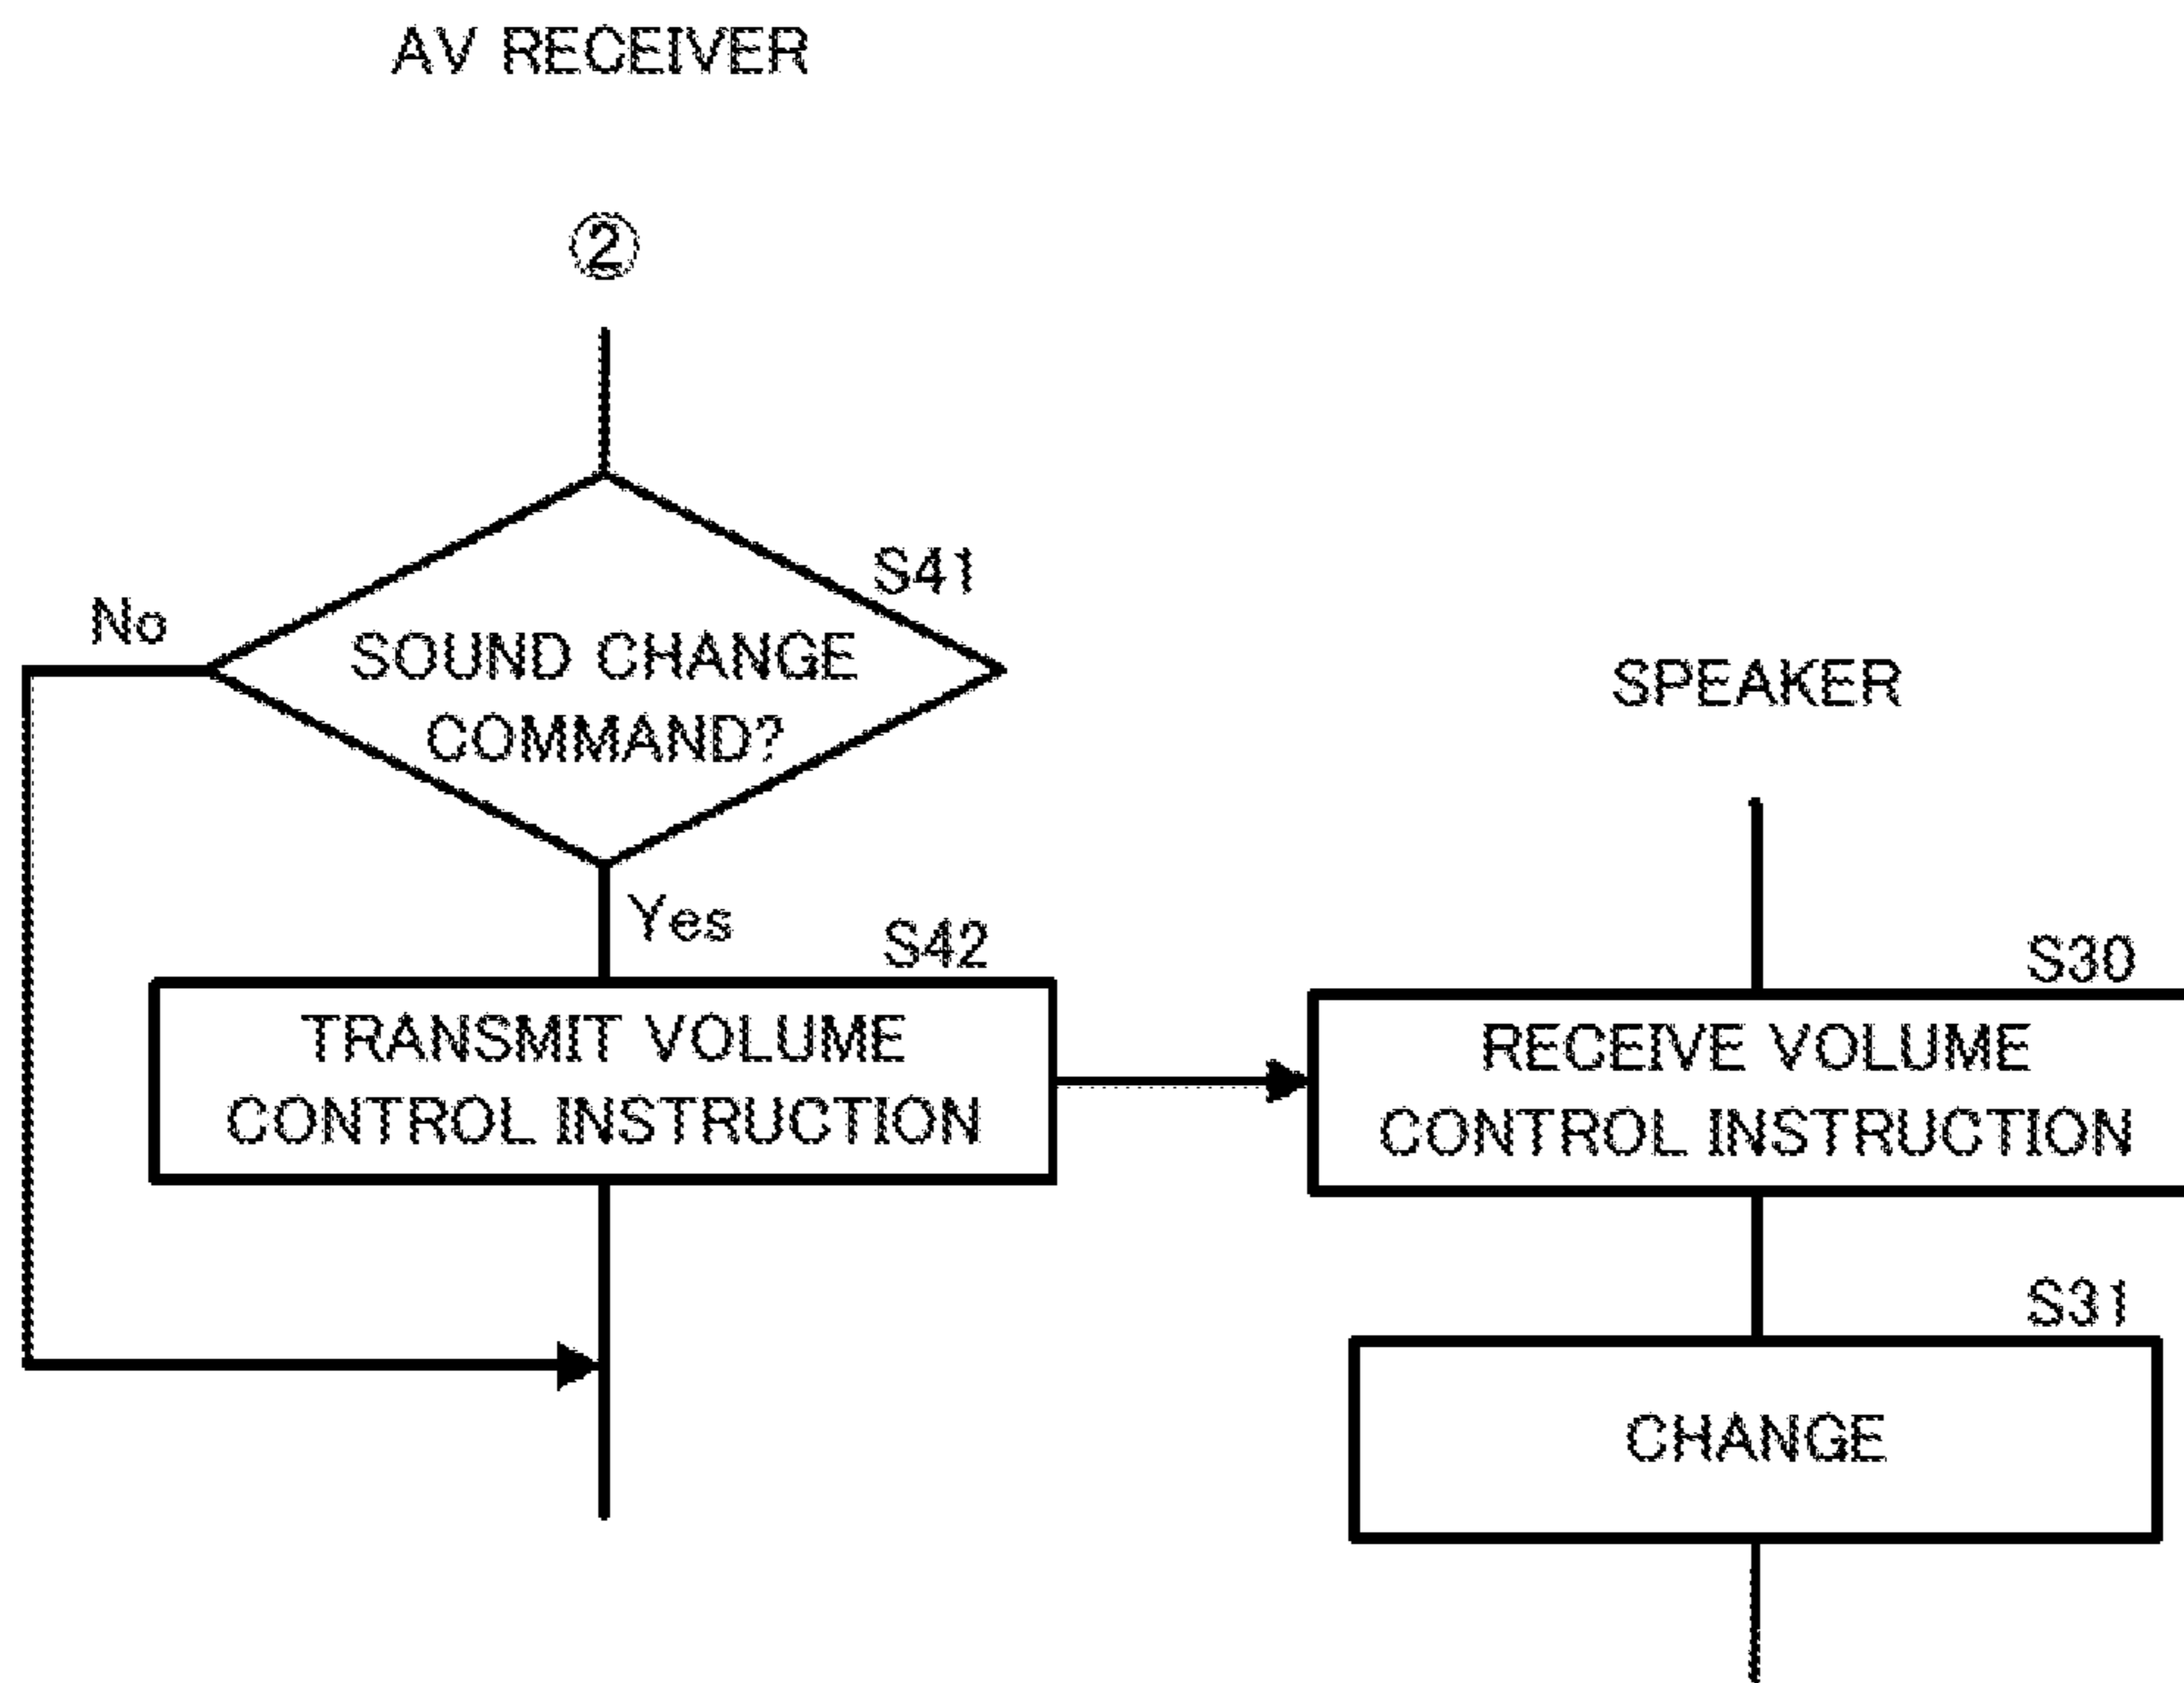 AV RECEIVER
②
S41
No
SOUND CHANGE
COMMAND?
Yes
S42
TRANSMIT VOLUME
CONTROL INSTRUCTION
SPEAKER
S30
RECEIVE VOLUME
CONTROL INSTRUCTION
S31
CHANGE